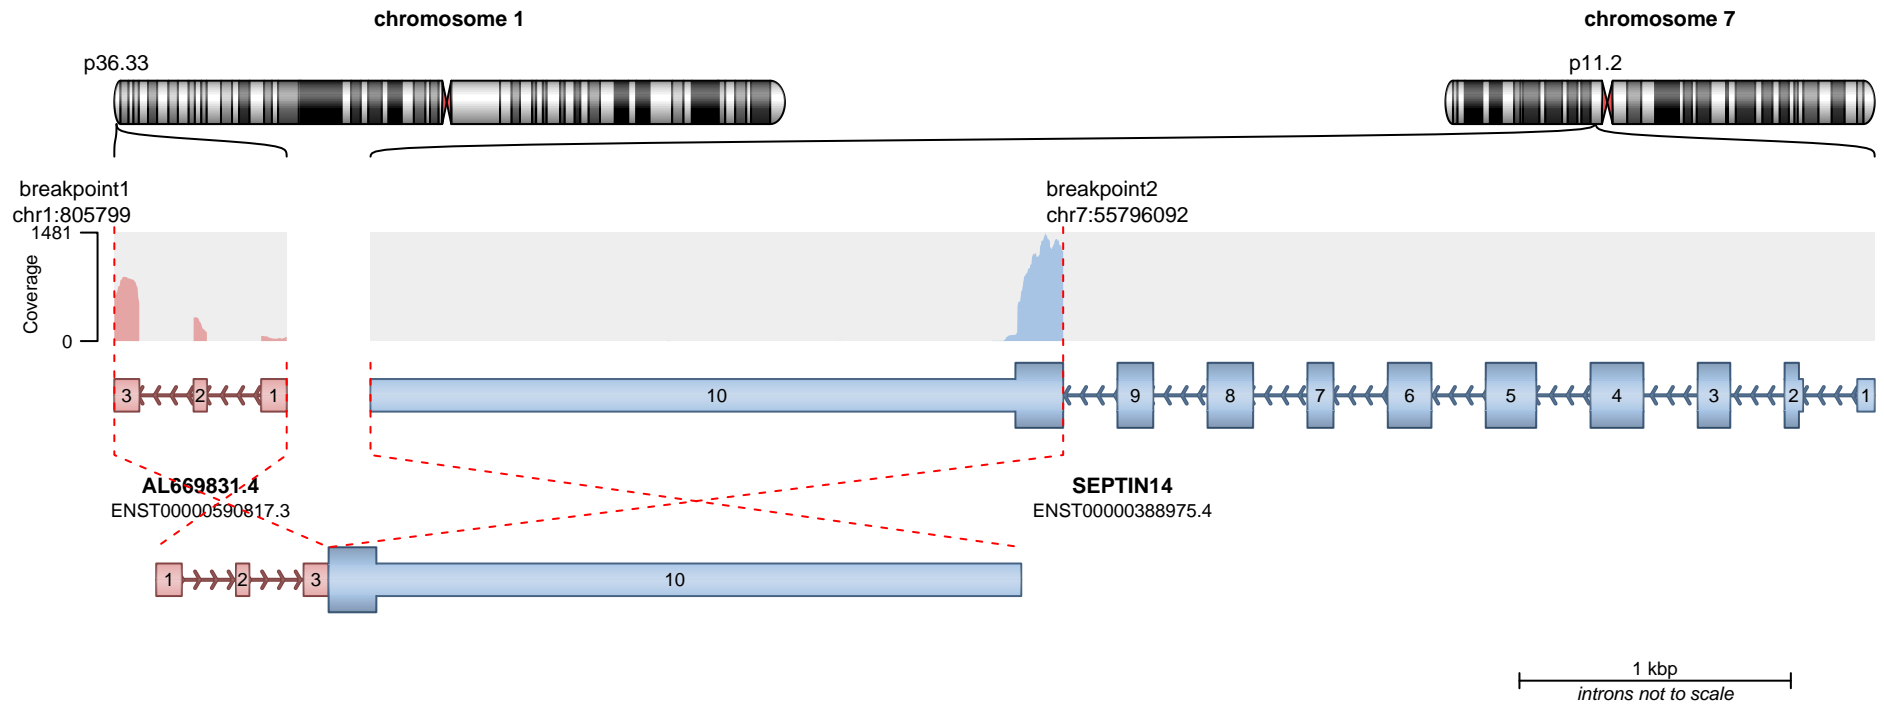 chromosome 1
chromosome 7
p36.33
p11.2
breakpoint1
chr1:805799
breakpoint2
chr7:55796092
1481
Coverage
0
3 2 1
10 9 8 7 6 5 4 3 2 1
AL669831.4
ENST00000590817.3
SEPTIN14
ENST00000388975.4
1 2 3 10
1 kbp
introns not to scale